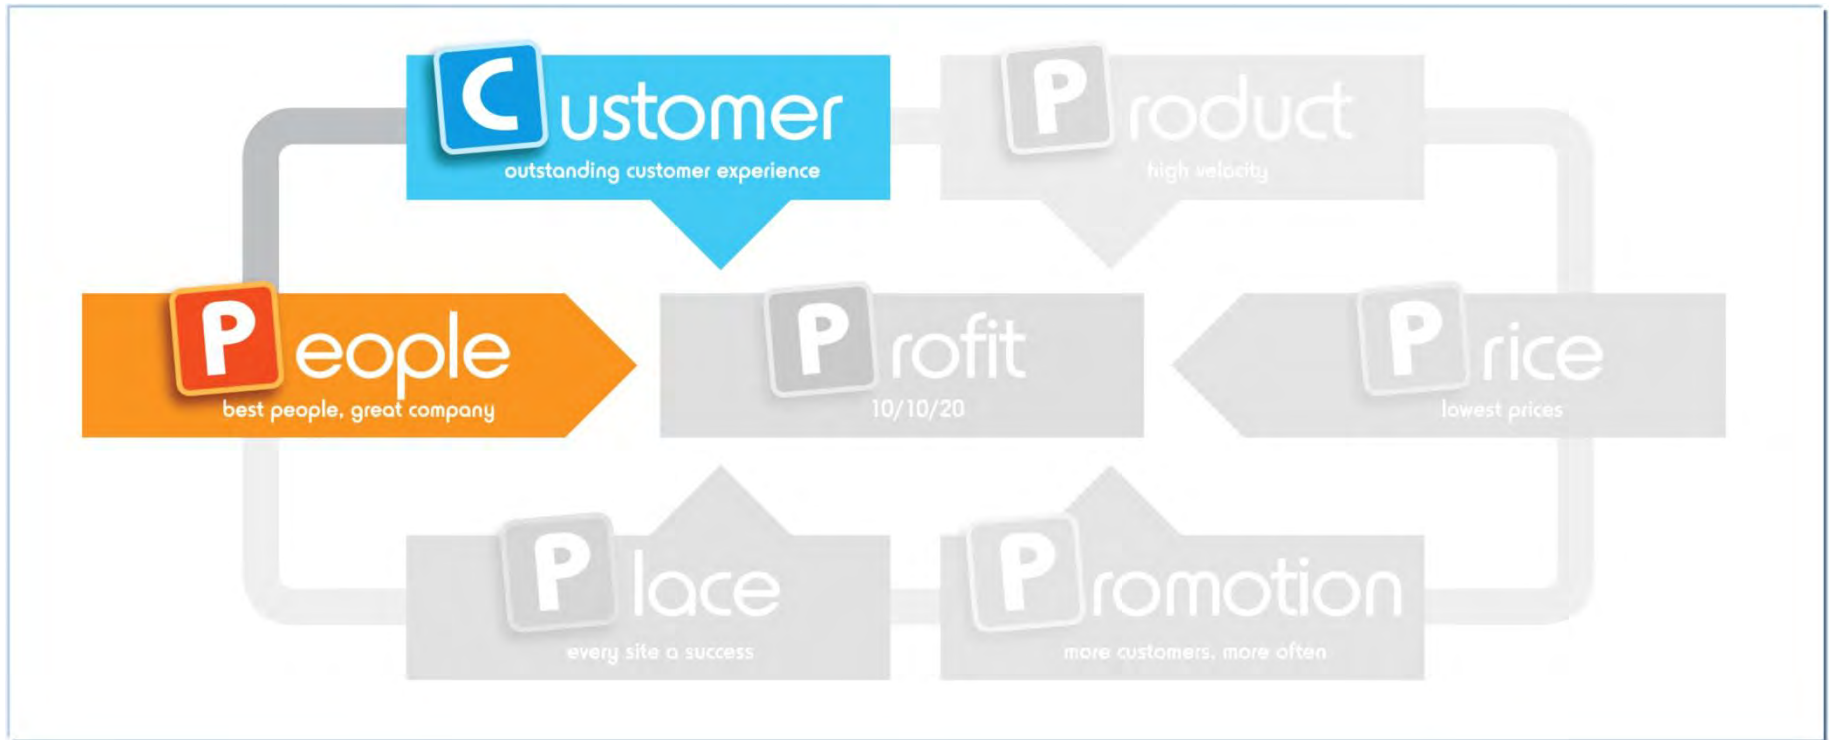 Customer
outstanding customer experience
Product
high velocity
People
best people, great company
Profit
10/10/20
Price
lowest prices
Place
every site a success
Promotion
more customers, more often